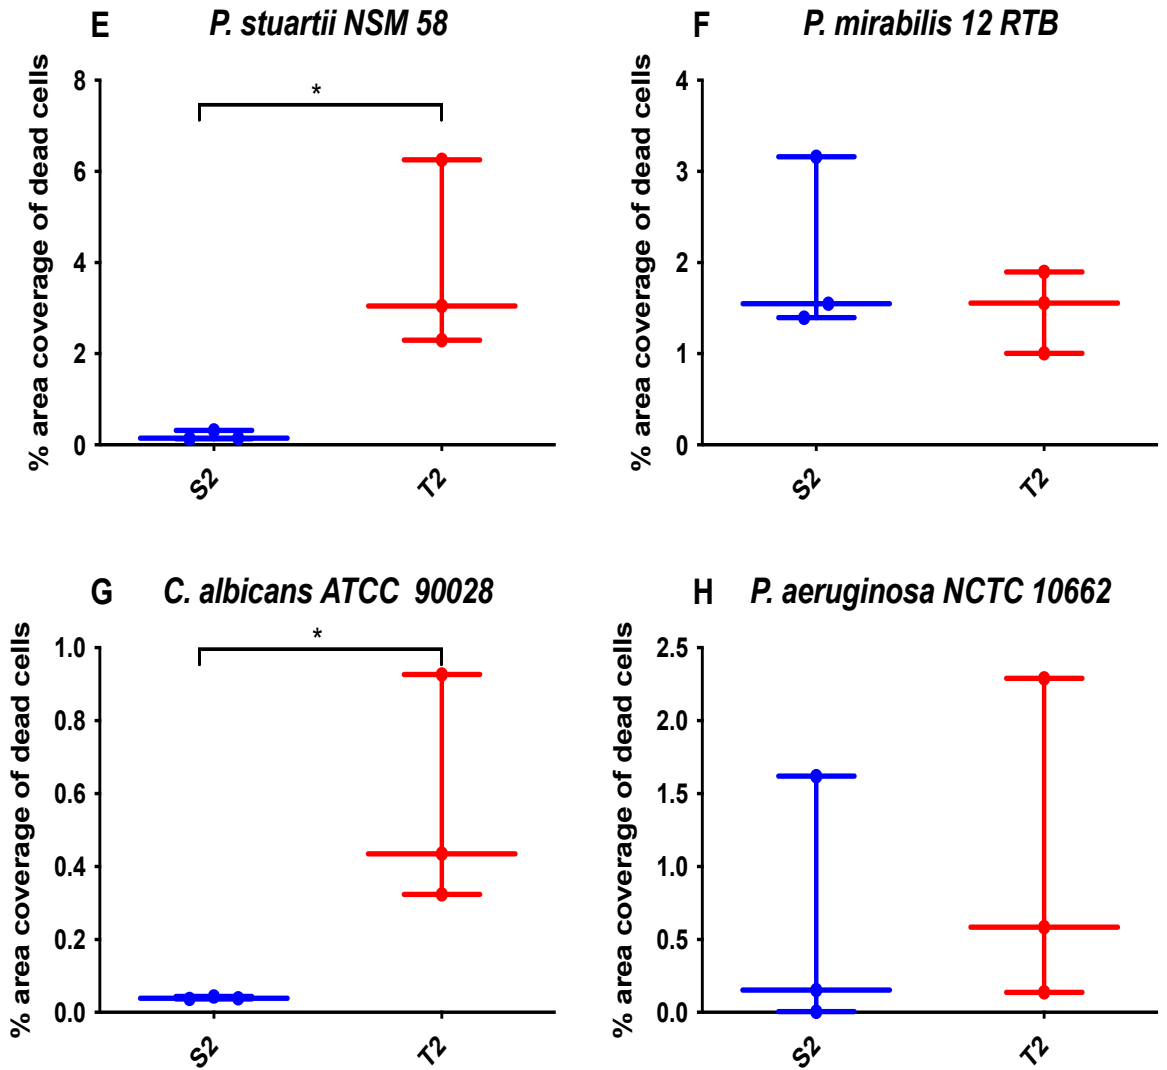 E P. stuartii NSM 58
% area coverage of dead cells
8
6
4
2
0
*
S2 T2
F P. mirabilis 12 RTB
% area coverage of dead cells
4
3
2
1
0
S2 T2
G C. albicans ATCC 90028
% area coverage of dead cells
1.0
0.8
0.6
0.4
0.2
0.0
*
S2 T2
H P. aeruginosa NCTC 10662
% area coverage of dead cells
2.5
2.0
1.5
1.0
0.5
0.0
S2 T2